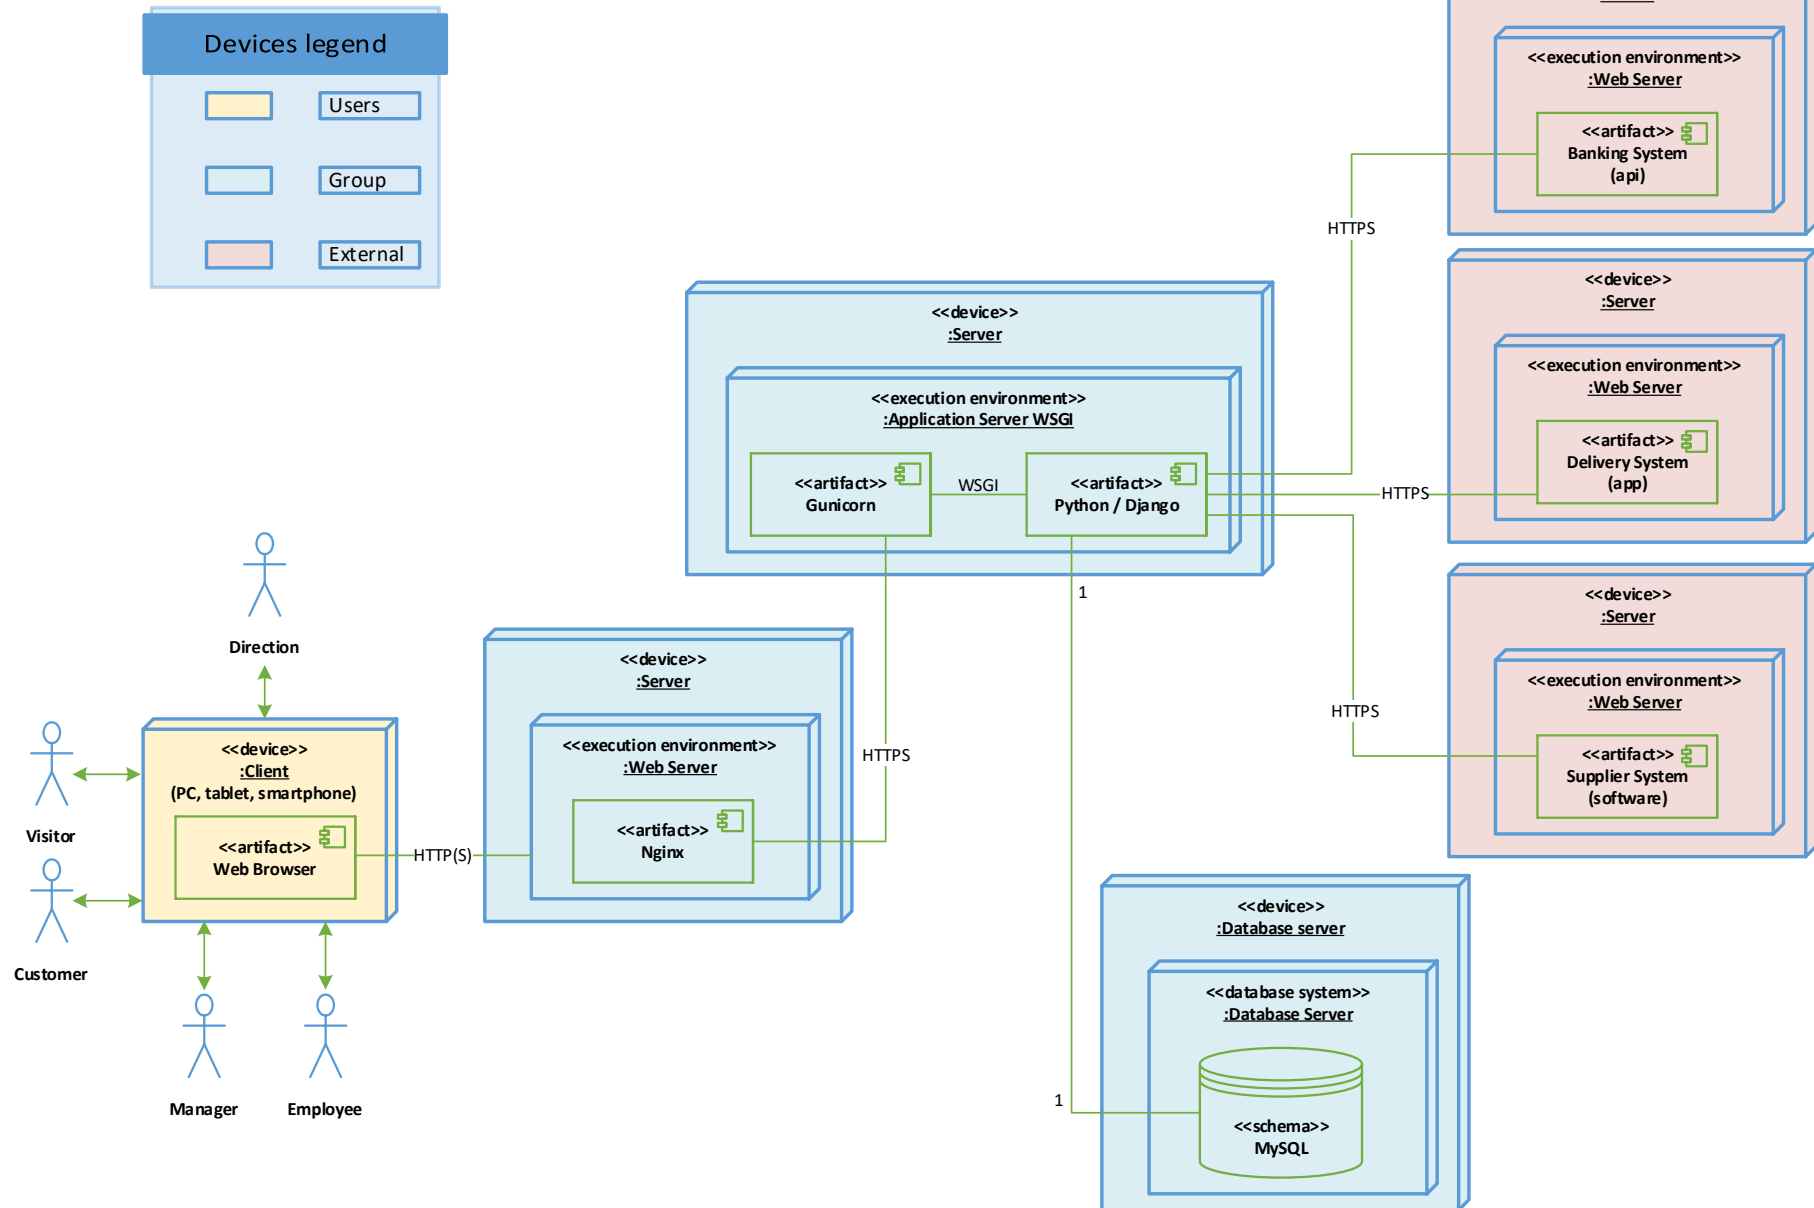 Devices legend
Users
Group
External
<<execution environment>>
:Web Server
<<artifact>>
Banking System
(api)
HTTPS
<<device>>
:Server
<<execution environment>>
:Web Server
<<artifact>>
Delivery System
(app)
HTTPS
<<device>>
:Server
<<execution environment>>
:Application Server WSGI
<<artifact>>
Gunicorn
WSGI
<<artifact>>
Python / Django
1
<<device>>
:Server
<<execution environment>>
:Web Server
<<artifact>>
Supplier System
(software)
HTTPS
Direction
<<device>>
:Server
<<execution environment>>
:Web Server
<<artifact>>
Nginx
HTTPS
Visitor
<<device>>
:Client
(PC, tablet, smartphone)
<<artifact>>
Web Browser
HTTP(S)
Customer
Manager
Employee
<<device>>
:Database server
<<database system>>
:Database Server
1
<<schema>>
MySQL